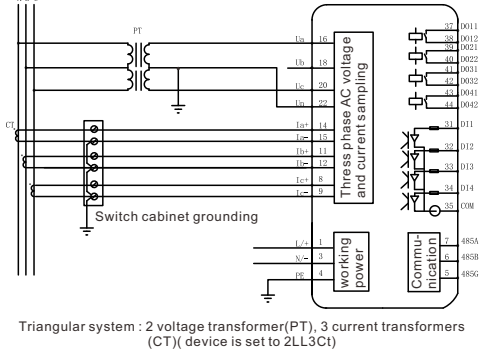 PT
Ua 16
Ub 18
Uc 20
Un 22
CT
Ia+ 14
Ia- 15
Ib+ 11
Ib- 12
Ic+ 8
Ic- 9
Switch cabinet grounding
Thress phase AC voltage
and current sampling
L/+ 1
N/- 3
PE 4
working
power
37 DO11
38 DO12
39 DO21
40 DO22
41 DO31
42 DO32
43 DO41
44 DO42
31 DI1
32 DI2
33 DI3
34 DI4
35 COM
Commu-
nication
7 485A
6 485B
5 485G
Triangular system : 2 voltage transformer(PT), 3 current transformers
(CT)( device is set to 2LL3Ct)